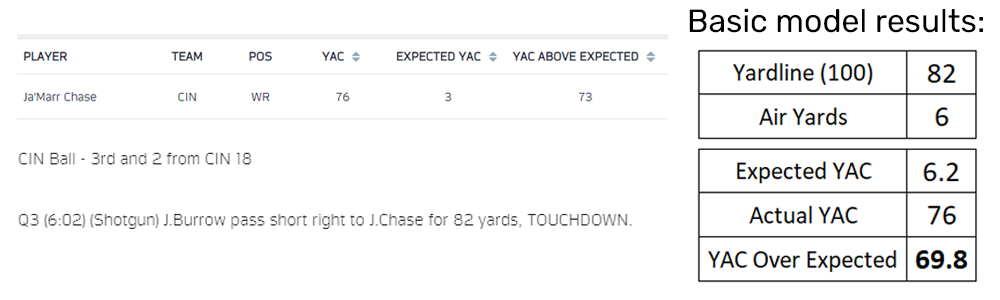 Basic model results:
PLAYER TEAM POS YAC EXPECTED YAC YAC ABOVE EXPECTED
Ja'Marr Chase CIN WR 76 3 73
CIN Ball - 3rd and 2 from CIN 18
Q3 (6:02) (Shotgun) J.Burrow pass short right to J.Chase for 82 yards, TOUCHDOWN.
Yardline (100) 82
Air Yards 6
Expected YAC 6.2
Actual YAC 76
YAC Over Expected 69.8